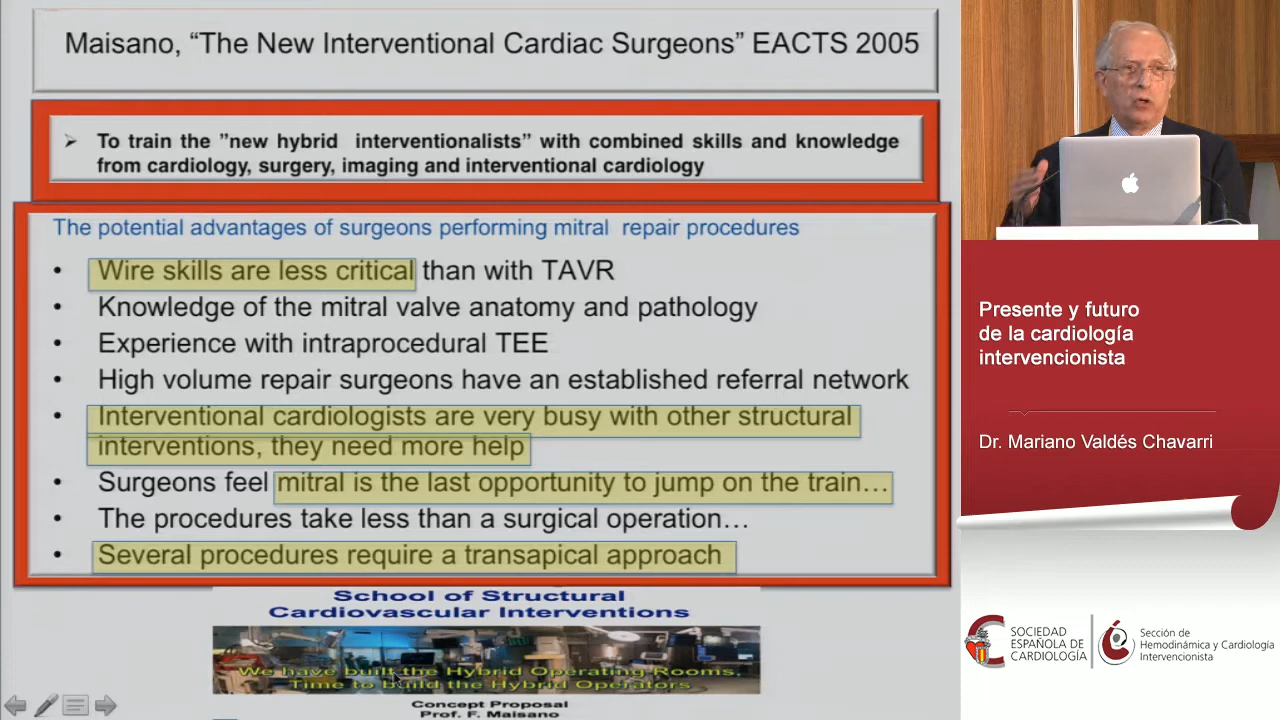 Maisano, “The New Interventional Cardiac Surgeons” EACTS 2005
To train the ”new hybrid interventionalists” with combined skills and knowledge
from cardiology, surgery, imaging and interventional cardiology
The potential advantages of surgeons performing mitral repair procedures
• Wire skills are less critical than with TAVR
• Knowledge of the mitral valve anatomy and pathology
• Experience with intraprocedural TEE
• High volume repair surgeons have an established referral network
• Interventional cardiologists are very busy with other structural
interventions, they need more help
• Surgeons feel mitral is the last opportunity to jump on the train…
• The procedures take less than a surgical operation…
• Several procedures require a transapical approach
School of Structural
Cardiovascular Interventions
We have built the Hybrid Operating Rooms,
Time to build the Hybrid Operators
Concept Proposal
Prof. F. Maisano
Presente y futuro
de la cardiología
intervencionista
Dr. Mariano Valdés Chavarri
SOCIEDAD
ESPAÑOLA DE
CARDIOLOGÍA
Sección de
Hemodinámica y Cardiología
Intervencionista